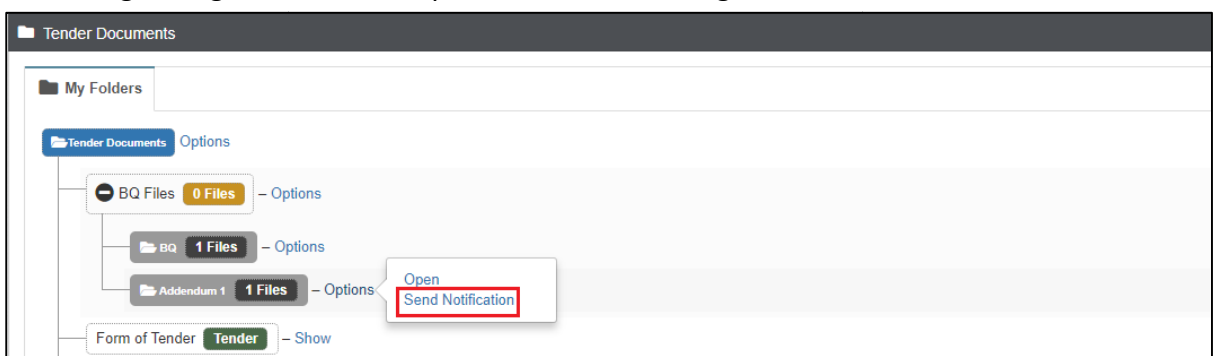 Tender Documents
My Folders
Tender Documents Options
BQ Files 0 Files – Options
BQ 1 Files – Options
Addendum 1 1 Files – Options
Open
Send Notification
Form of Tender Tender – Show